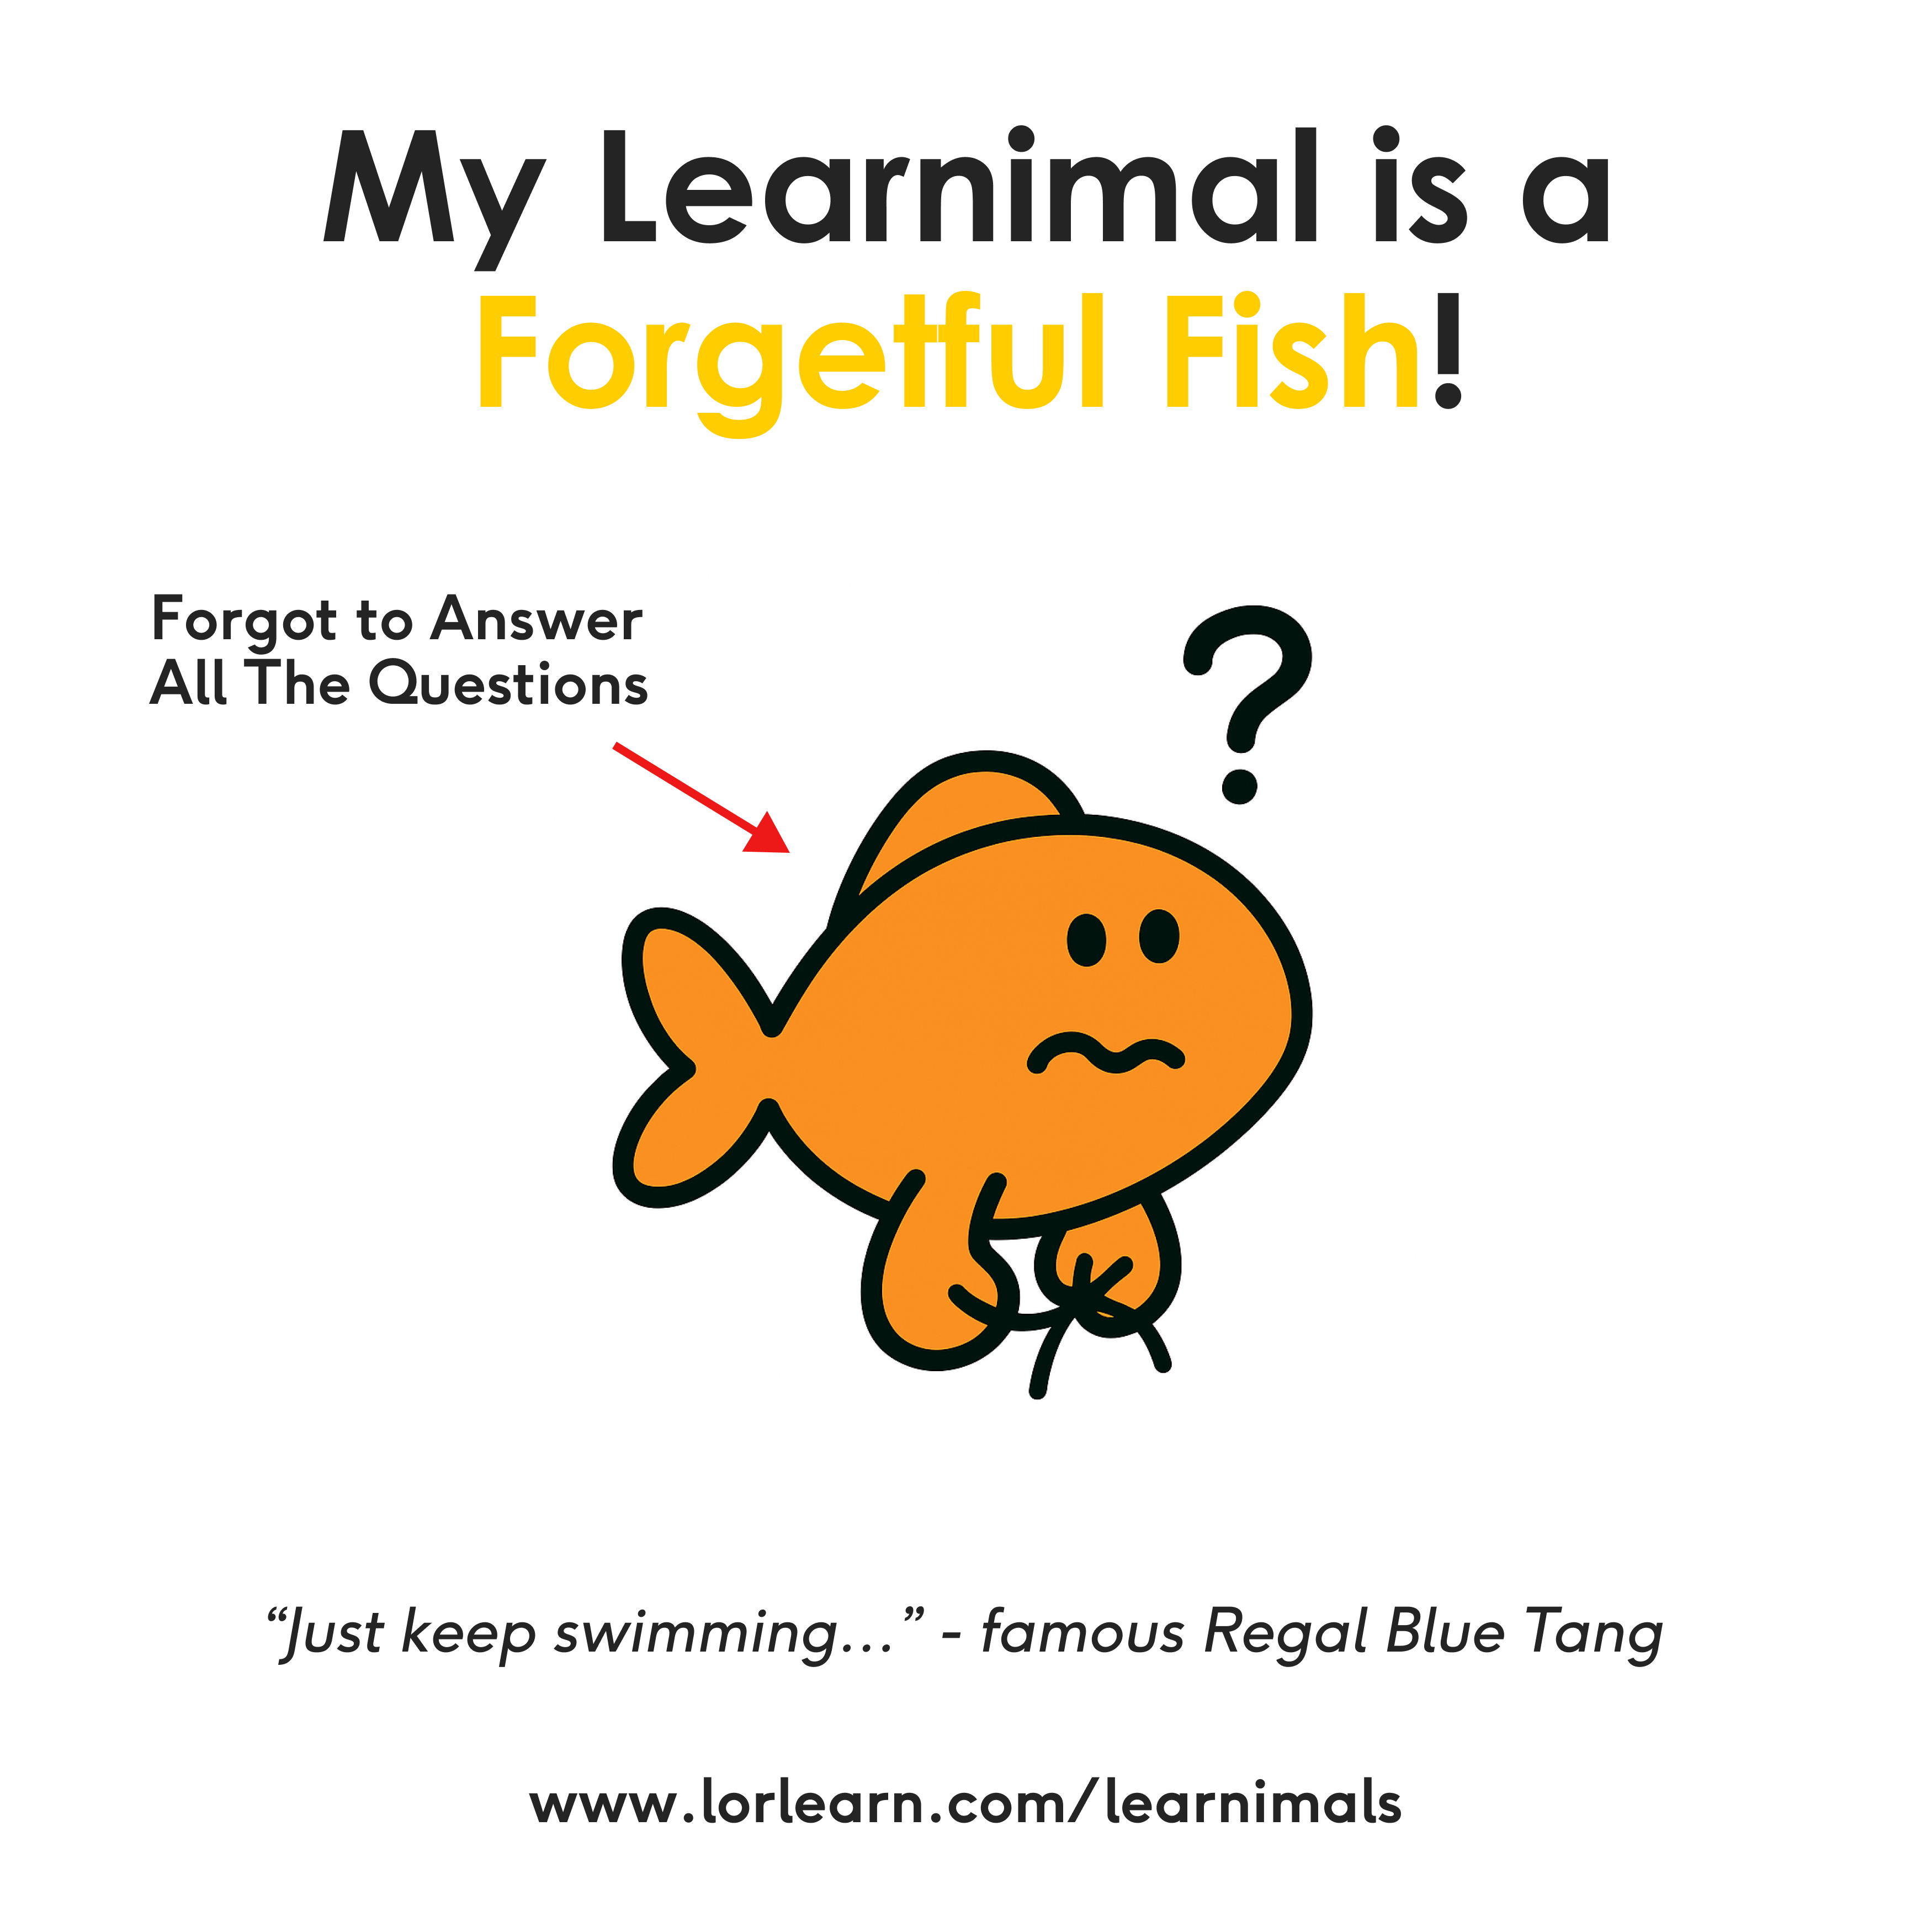 My Learnimal is a
Forgetful Fish!
Forgot to Answer
All The Questions
?
“Just keep swimming...” - famous Regal Blue Tang
www.lorlearn.com/learnimals